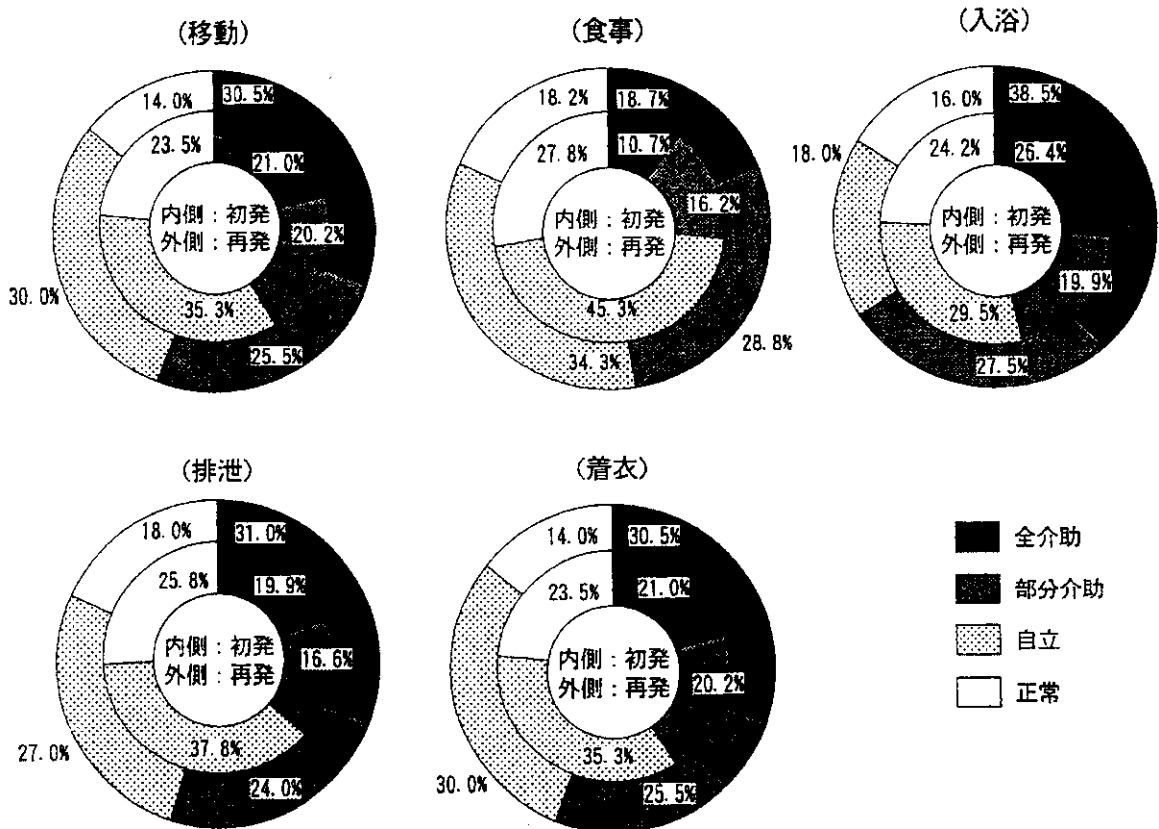 (移動)
30.5%
14.0%
23.5%
21.0%
内側：初発
外側：再発
20.2%
30.0%
35.3%
25.5%
(食事)
18.2%
18.7%
27.8%
10.7%
16.2%
内側：初発
外側：再発
45.3%
34.3%
28.8%
(入浴)
16.0%
38.5%
18.0%
24.2%
26.4%
内側：初発
外側：再発
19.9%
29.5%
27.5%
(排泄)
18.0%
31.0%
25.8%
19.9%
内側：初発
外側：再発
16.6%
27.0%
37.8%
24.0%
(着衣)
14.0%
30.5%
23.5%
21.0%
内側：初発
外側：再発
20.2%
30.0%
35.3%
25.5%
全介助
部分介助
自立
正常